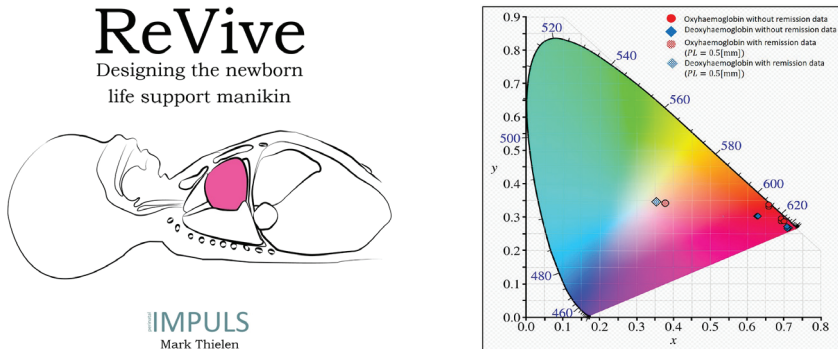 ReVive
Designing the newborn
life support manikin
IMPULS
Mark Thielen
Oxyhaemoglobin without remission data
Deoxyhaemoglobin without remission data
Oxyhaemoglobin with remission data
(PL = 0.5[mm])
Deoxyhaemoglobin with remission data
(PL = 0.5[mm])
0.9
0.8
0.7
0.6
0.5
0.4
0.3
0.2
0.1
0.0
y
520
540
560
500
580
600
620
480
460
0.0 0.1 0.2 0.3 0.4 0.5 0.6 0.7 0.8
x